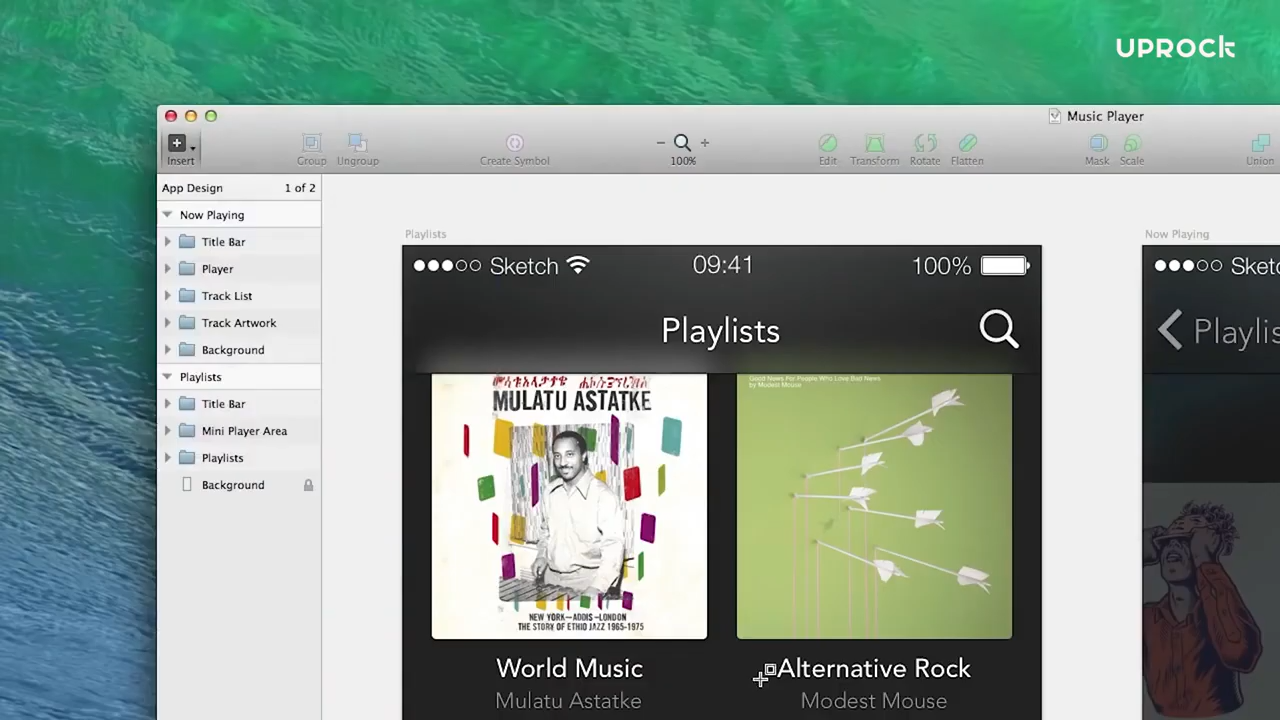 UPROCK
Music Player
Insert
Group
Ungroup
Create Symbol
100%
Edit
Transform
Rotate
Flatten
Mask
Scale
Union
App Design
1 of 2
Now Playing
Title Bar
Player
Track List
Track Artwork
Background
Playlists
Title Bar
Mini Player Area
Playlists
Background
Playlists
Sketch
09:41
100%
Playlists
MULATU ASTATKE
NEW YORK–ADDIS–LONDON
THE STORY OF ETHIO JAZZ 1965-1975
World Music
Mulatu Astatke
Good News For People Who Love Bad News
by Modest Mouse
Alternative Rock
Modest Mouse
Now Playing
Sketc
Playlis